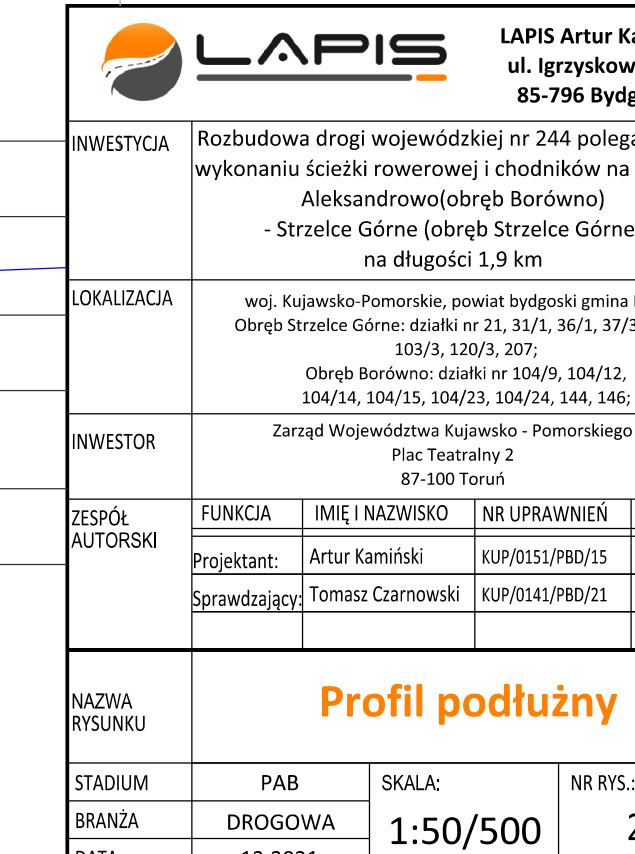 LAPIS
LAPIS Artur
ul.
85-796
INWESTYCJA
Rozbudowa drogi wojewódzkiej nr 244
wykonaniu ścieżki rowerowej i chodników na
Aleksandrowo(obręb Borówno)
- Strzelce Górne (obręb Strzelce Górne
na długości 1,9 km
LOKALIZACJA
woj. Kujawsko-Pomorskie, powiat bydgoski gmina
Obręb Strzelce Górne: działki nr 21, 31/1, 36/1, 37/3
103/3, 120/3, 207;
Obręb Borówno: działki nr 104/9, 104/12,
104/14, 104/15, 104/23, 104/24, 144, 146;
INWESTOR
Zarząd Województwa Kujawsko - Pomorskiego
Plac Teatralny 2
87-100 Toruń
ZESPÓŁ
AUTORSKI
FUNKCJA IMIĘ I NAZWISKO NR UPRAWNIEŃ
Projektant: Artur Kamiński KUP/0151/PBD/15
Sprawdzający: Tomasz Czarnowski KUP/0141/PBD/21
NAZWA
RYSUNKU
Profil podłużny
STADIUM PAB SKALA: NR RYS.:
BRANŻA DROGOWA 1:50/500